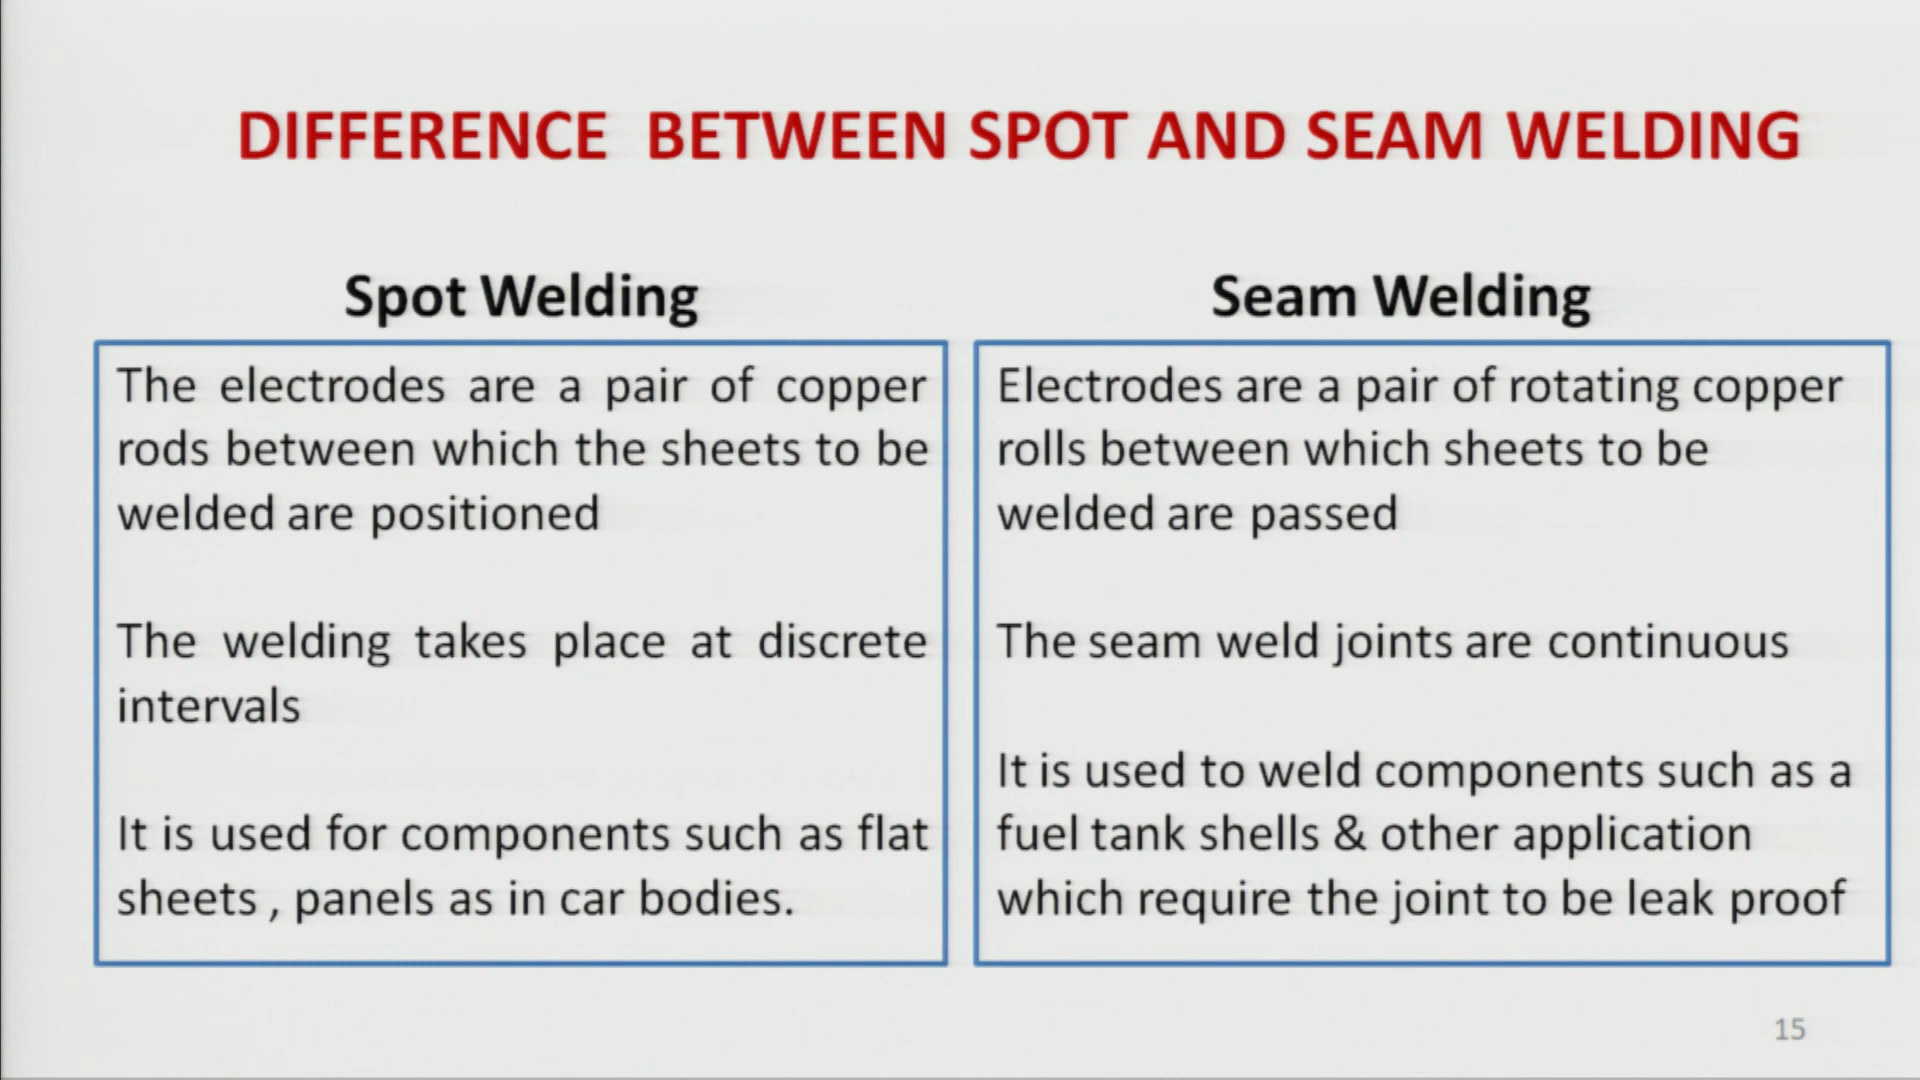 DIFFERENCE BETWEEN SPOT AND SEAM WELDING
Spot Welding
The electrodes are a pair of copper
rods between which the sheets to be
welded are positioned
The welding takes place at discrete
intervals
It is used for components such as flat
sheets , panels as in car bodies.
Seam Welding
Electrodes are a pair of rotating copper
rolls between which sheets to be
welded are passed
The seam weld joints are continuous
It is used to weld components such as a
fuel tank shells & other application
which require the joint to be leak proof
15